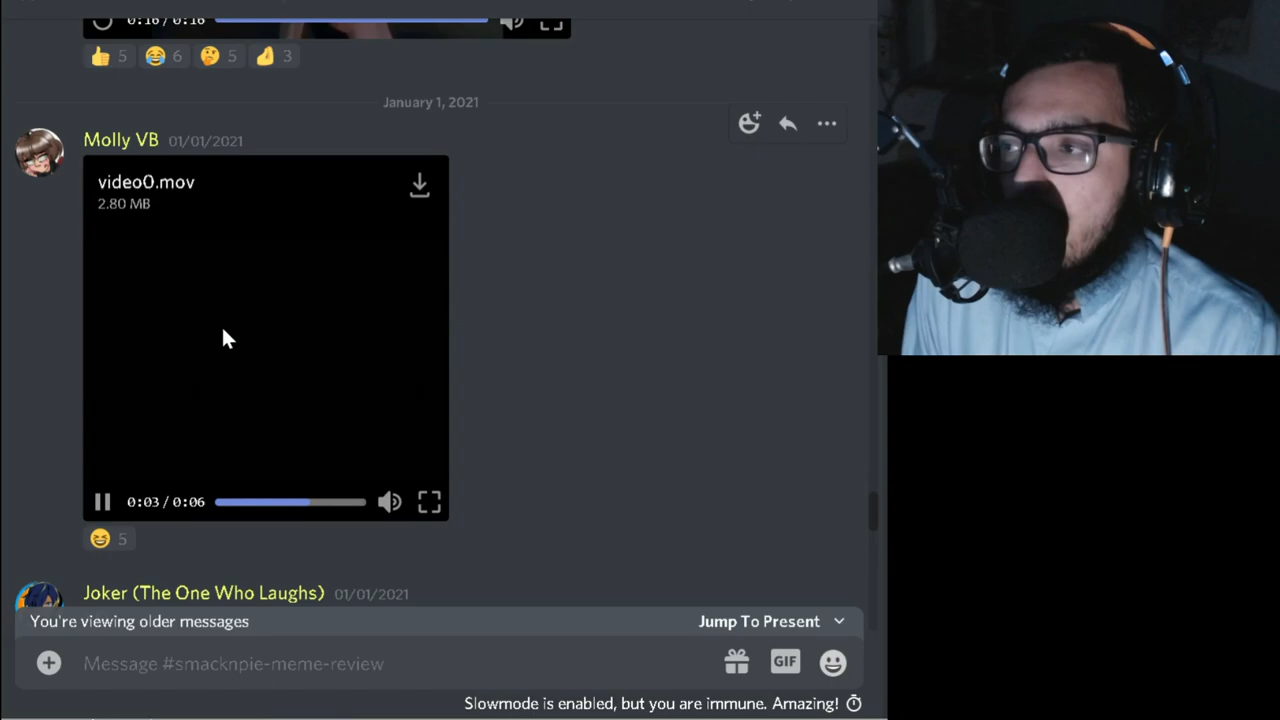 0:16 / 0:16
5 6 5 3
January 1, 2021
Molly VB 01/01/2021
video0.mov
2.80 MB
0:03 / 0:06
5
Joker (The One Who Laughs) 01/01/2021
You're viewing older messages Jump To Present
Message #smacknpie-meme-review GIF
Slowmode is enabled, but you are immune. Amazing!